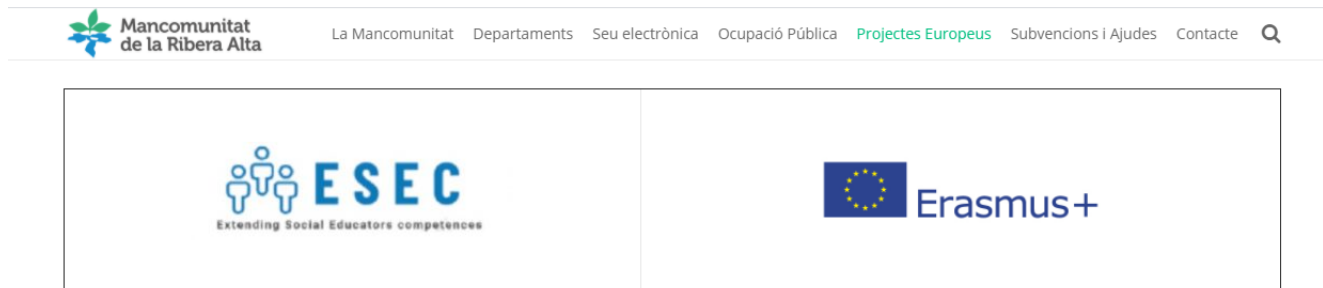 Mancomunitat
de la Ribera Alta
La Mancomunitat Departaments Seu electrònica Ocupació Pública Projectes Europeus Subvencions i Ajudes Contacte
ESEC
Extending Social Educators competences
Erasmus+